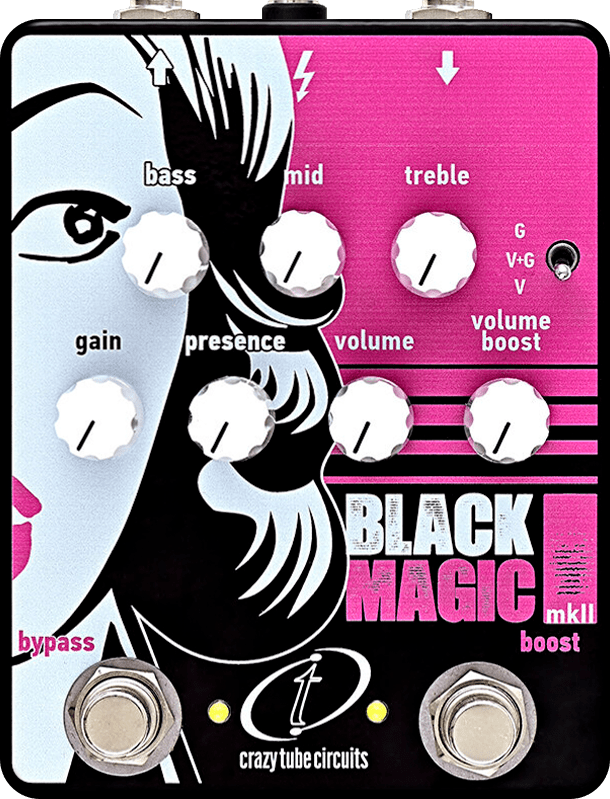 bass mid treble
G
V+G
V
gain presence volume volume boost
BLACK
MAGIC
mkII
bypass boost
t
crazy tube circuits